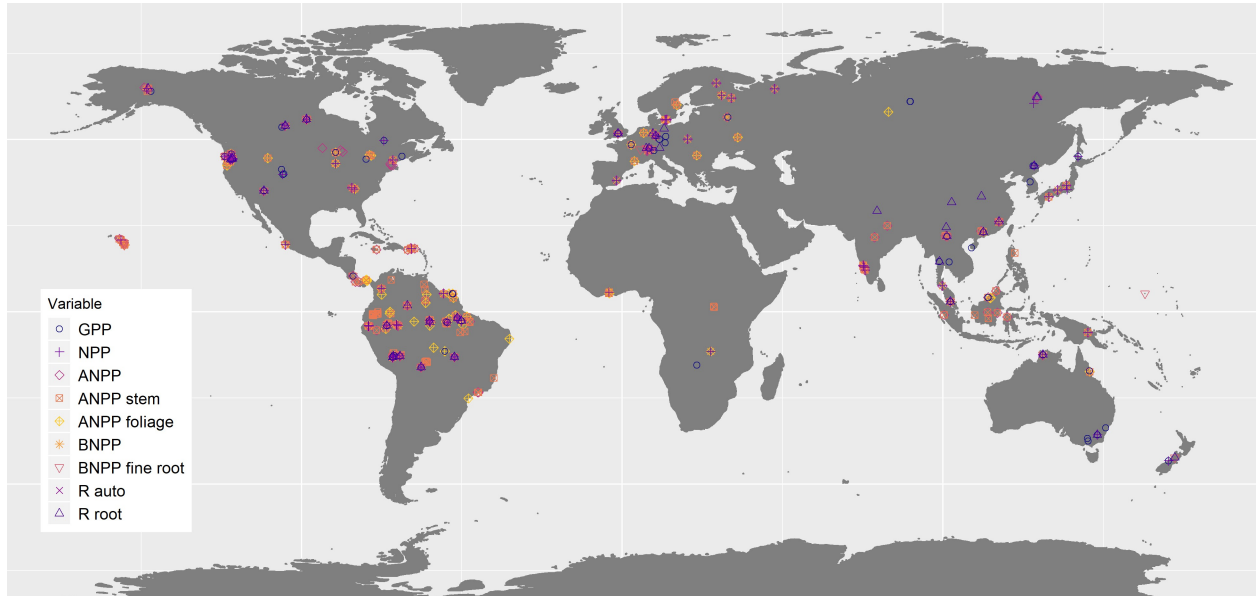 Variable
GPP
NPP
ANPP
ANPP stem
ANPP foliage
BNPP
BNPP fine root
R auto
R root